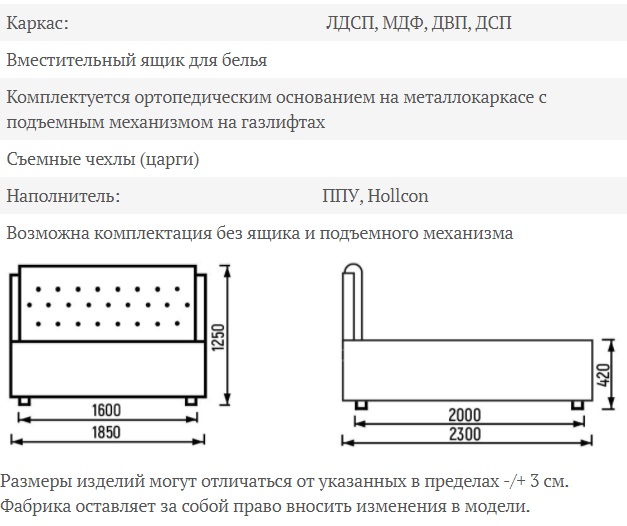 Каркас: ЛДСП, МДФ, ДВП, ДСП
Вместительный ящик для белья
Комплектуется ортопедическим основанием на металлокаркасе с
подъемным механизмом на газлифтах
Съемные чехлы (царги)
Наполнитель: ППУ, Hollcon
Возможна комплектация без ящика и подъемного механизма
1250
1600
1850
420
2000
2300
Размеры изделий могут отличаться от указанных в пределах -/+ 3 см.
Фабрика оставляет за собой право вносить изменения в модели.